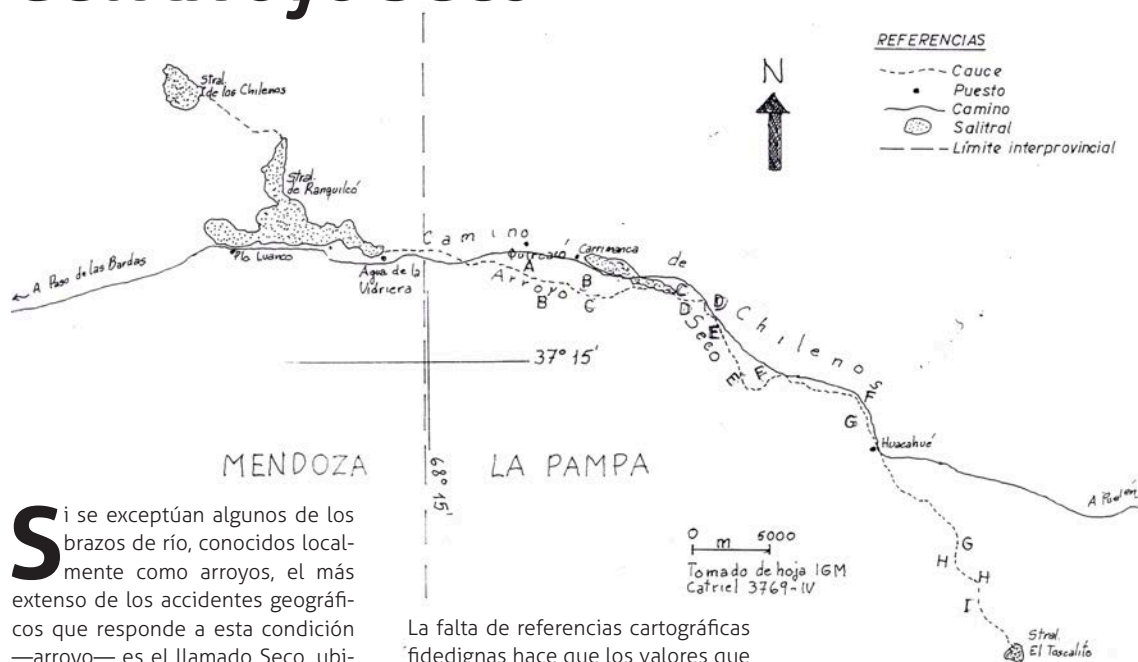 REFERENCIAS
Cauce
Puesto
Camino
Salitral
Límite interprovincial
N
Stral.
de los Chilenos
Stral.
de Ranquilcó
Camino de Chilenos
Carrimanca
Pto. Luanco
Agua de la
Vidriera
A Paso de las Bardas
Arroyo Seco
A
B
B
C
C
D
D
E
E
E
F
G
G
H
H
I
37° 15'
68° 15'
MENDOZA
LA PAMPA
Huacahué
A Puelén
0 m 5000
Tomado de hoja IGM
Catriel 3769-IV
Stral.
El Toscalito
Si se exceptúan algunos de los
brazos de río, conocidos local-
mente como arroyos, el más
extenso de los accidentes geográfi-
cos que responde a esta condición
—arroyo— es el llamado Seco, ubi-
La falta de referencias cartográficas
fidedignas hace que los valores que